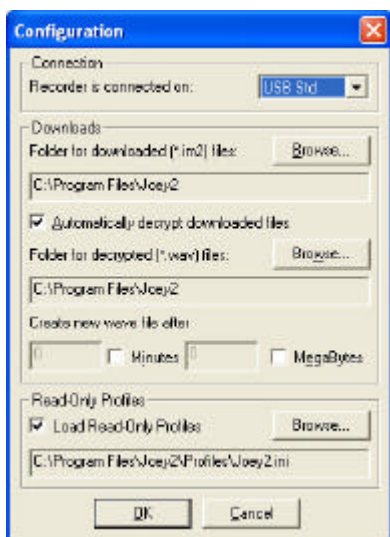 Configuration
Connection
Recorder is connected on: USB Std
Downloads
Folder for downloaded (*.im2) files: Browse...
C:\Program Files\Joey2
Automatically decrypt downloaded files
Folder for decrypted (*.wav) files: Browse...
C:\Program Files\Joey2
Create new wave file after
0 Minutes 0 MegaBytes
Read-Only Profiles
Load Read-Only Profiles Browse...
C:\Program Files\Joey2\Profiles\Joey2.ini
OK Cancel